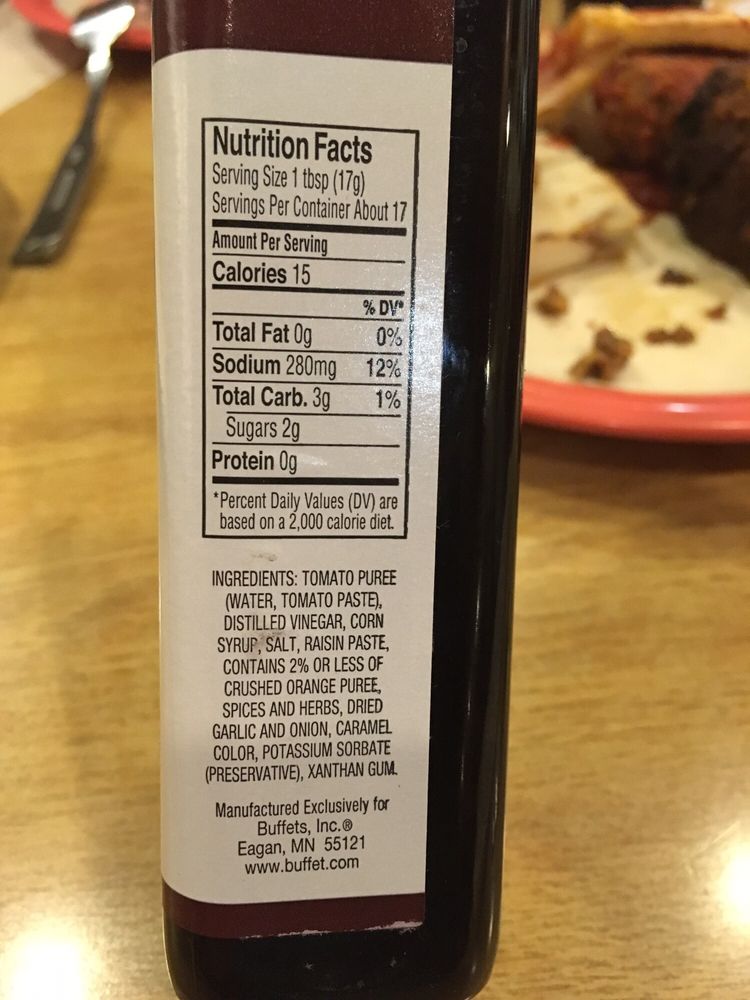 Nutrition Facts
Serving Size 1 tbsp (17g)
Servings Per Container About 17
Amount Per Serving
Calories 15
% DV*
Total Fat 0g 0%
Sodium 280mg 12%
Total Carb. 3g 1%
Sugars 2g
Protein 0g
*Percent Daily Values (DV) are
based on a 2,000 calorie diet.
INGREDIENTS: TOMATO PUREE
(WATER, TOMATO PASTE),
DISTILLED VINEGAR, CORN
SYRUP, SALT, RAISIN PASTE,
CONTAINS 2% OR LESS OF
CRUSHED ORANGE PUREE,
SPICES AND HERBS, DRIED
GARLIC AND ONION, CARAMEL
COLOR, POTASSIUM SORBATE
(PRESERVATIVE), XANTHAN GUM.
Manufactured Exclusively for
Buffets, Inc.®
Eagan, MN 55121
www.buffet.com